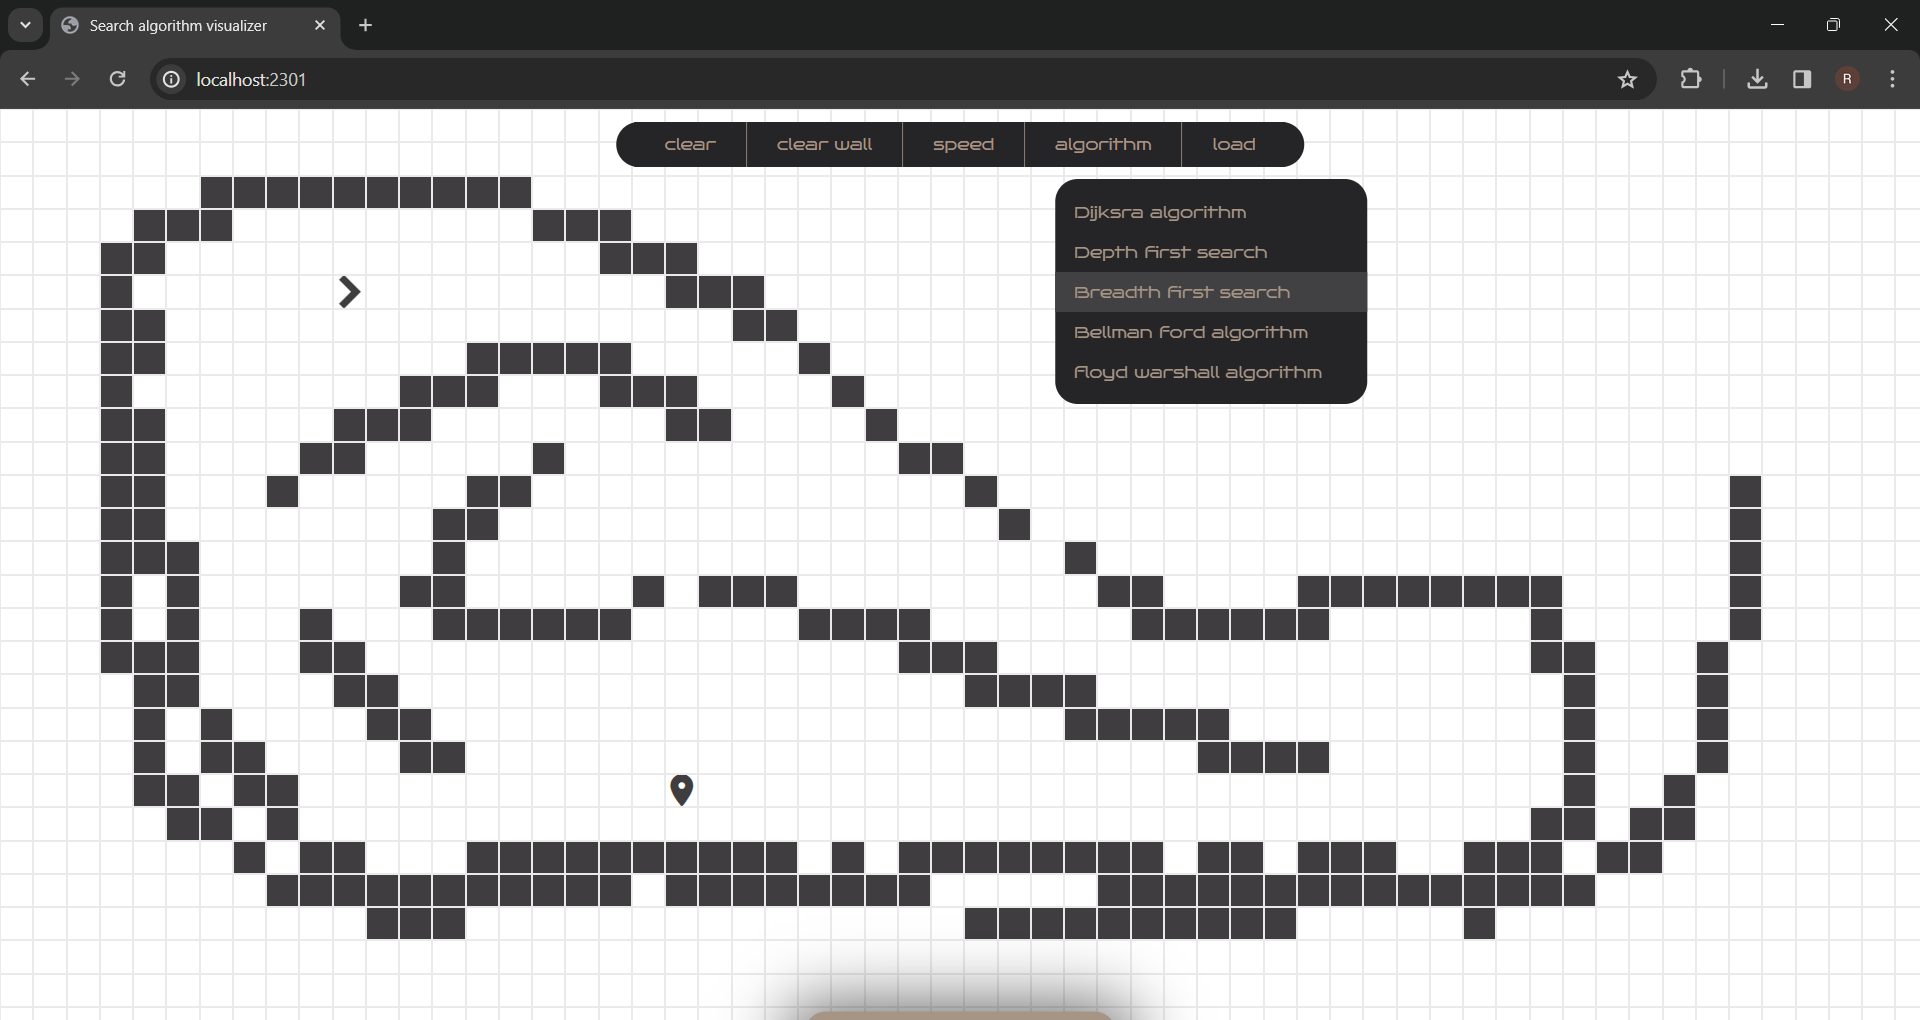 Search algorithm visualizer
localhost:2301
R
clear
clear wall
speed
algorithm
load
Dijksra algorithm
Depth first search
Breadth first search
Bellman ford algorithm
floyd warshall algorithm